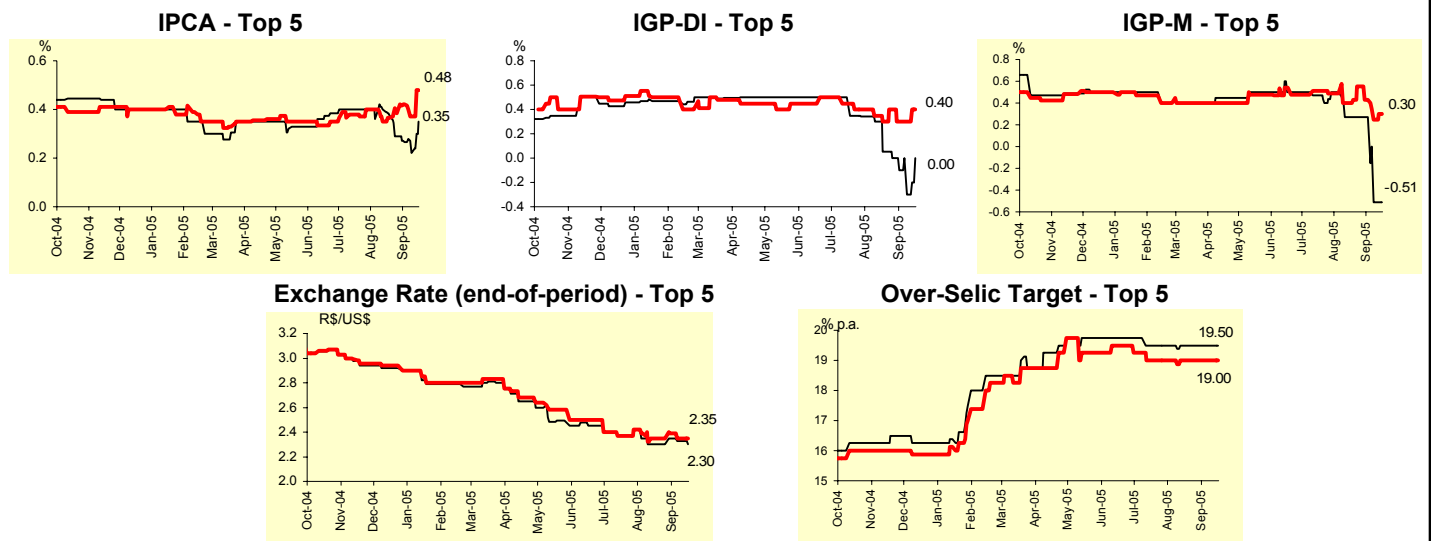 IPCA - Top 5
%
0.6
0.4
0.2
0.0
0.48
0.35
Oct-04
Nov-04
Dec-04
Jan-05
Feb-05
Mar-05
Apr-05
May-05
Jun-05
Jul-05
Aug-05
Sep-05
IGP-DI - Top 5
%
0.8
0.6
0.4
0.2
0.0
-0.2
-0.4
0.40
0.00
Oct-04
Nov-04
Dec-04
Jan-05
Feb-05
Mar-05
Apr-05
May-05
Jun-05
Jul-05
Aug-05
Sep-05
IGP-M - Top 5
%
0.8
0.6
0.4
0.2
0.0
-0.2
-0.4
-0.6
0.30
-0.51
Oct-04
Nov-04
Dec-04
Jan-05
Feb-05
Mar-05
Apr-05
May-05
Jun-05
Jul-05
Aug-05
Sep-05
Exchange Rate (end-of-period) - Top 5
R$/US$
3.2
3.0
2.8
2.6
2.4
2.2
2.0
2.35
2.30
Oct-04
Nov-04
Dec-04
Jan-05
Feb-05
Mar-05
Apr-05
May-05
Jun-05
Jul-05
Aug-05
Sep-05
Over-Selic Target - Top 5
% p.a.
20
19
18
17
16
15
19.50
19.00
Oct-04
Nov-04
Dec-04
Jan-05
Feb-05
Mar-05
Apr-05
May-05
Jun-05
Jul-05
Aug-05
Sep-05